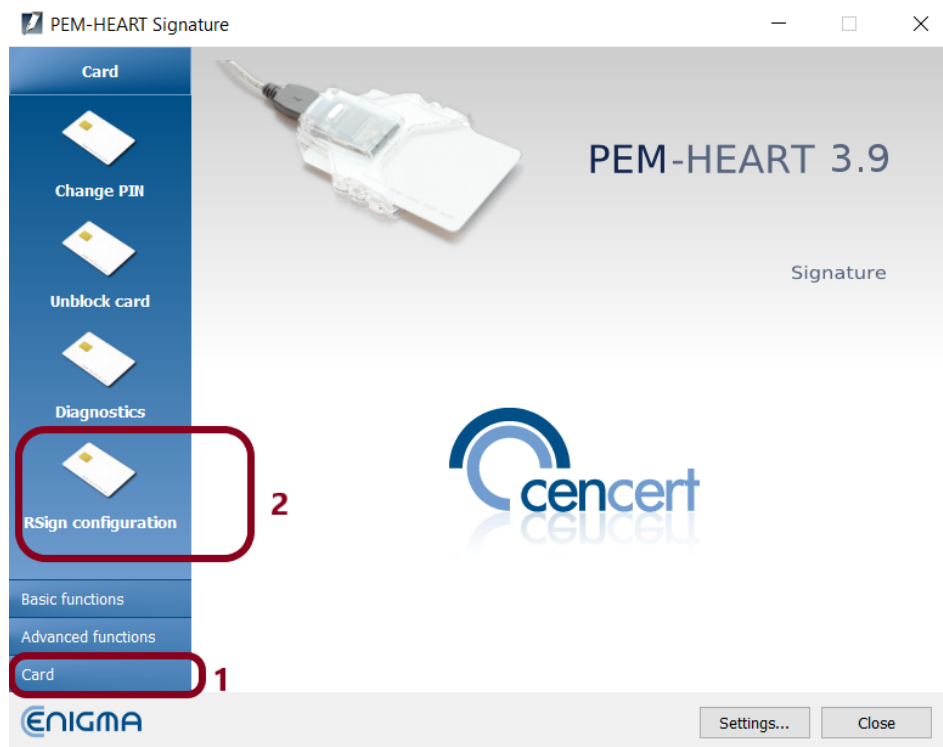 PEM-HEART Signature
Card
Change PIN
Unblock card
Diagnostics
RSign configuration
2
Basic functions
Advanced functions
Card
1
PEM-HEART 3.9
Signature
cencert
ENIGMA
Settings...
Close